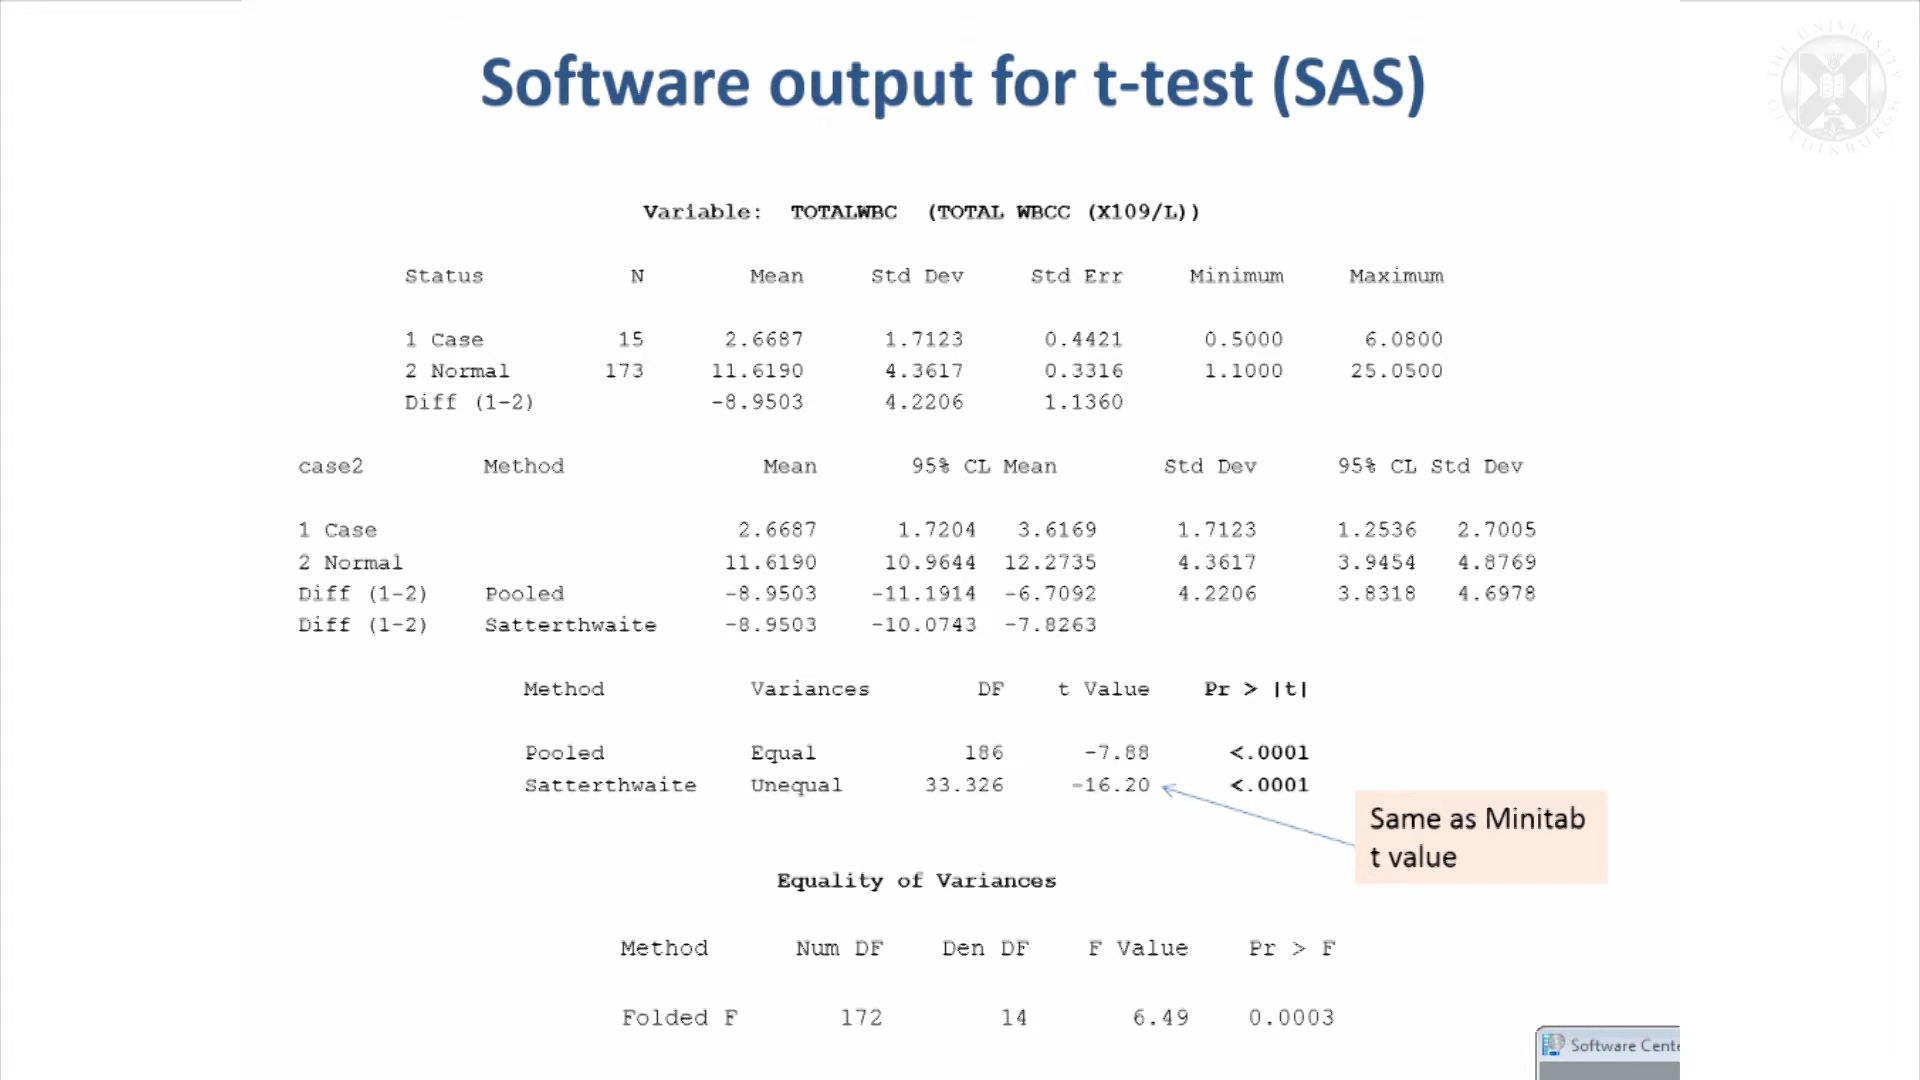 Software output for t-test (SAS)
THE UNIVERSITY OF EDINBURGH
Variable: TOTALWBC (TOTAL WBCC (X109/L))
Status N Mean Std Dev Std Err Minimum Maximum
1 Case 15 2.6687 1.7123 0.4421 0.5000 6.0800
2 Normal 173 11.6190 4.3617 0.3316 1.1000 25.0500
Diff (1-2) -8.9503 4.2206 1.1360
case2 Method Mean 95% CL Mean Std Dev 95% CL Std Dev
1 Case 2.6687 1.7204 3.6169 1.7123 1.2536 2.7005
2 Normal 11.6190 10.9644 12.2735 4.3617 3.9454 4.8769
Diff (1-2) Pooled -8.9503 -11.1914 -6.7092 4.2206 3.8318 4.6978
Diff (1-2) Satterthwaite -8.9503 -10.0743 -7.8263
Method Variances DF t Value Pr > |t|
Pooled Equal 186 -7.88 <.0001
Satterthwaite Unequal 33.326 -16.20 <.0001
Same as Minitab
t value
Equality of Variances
Method Num DF Den DF F Value Pr > F
Folded F 172 14 6.49 0.0003
Software Cente